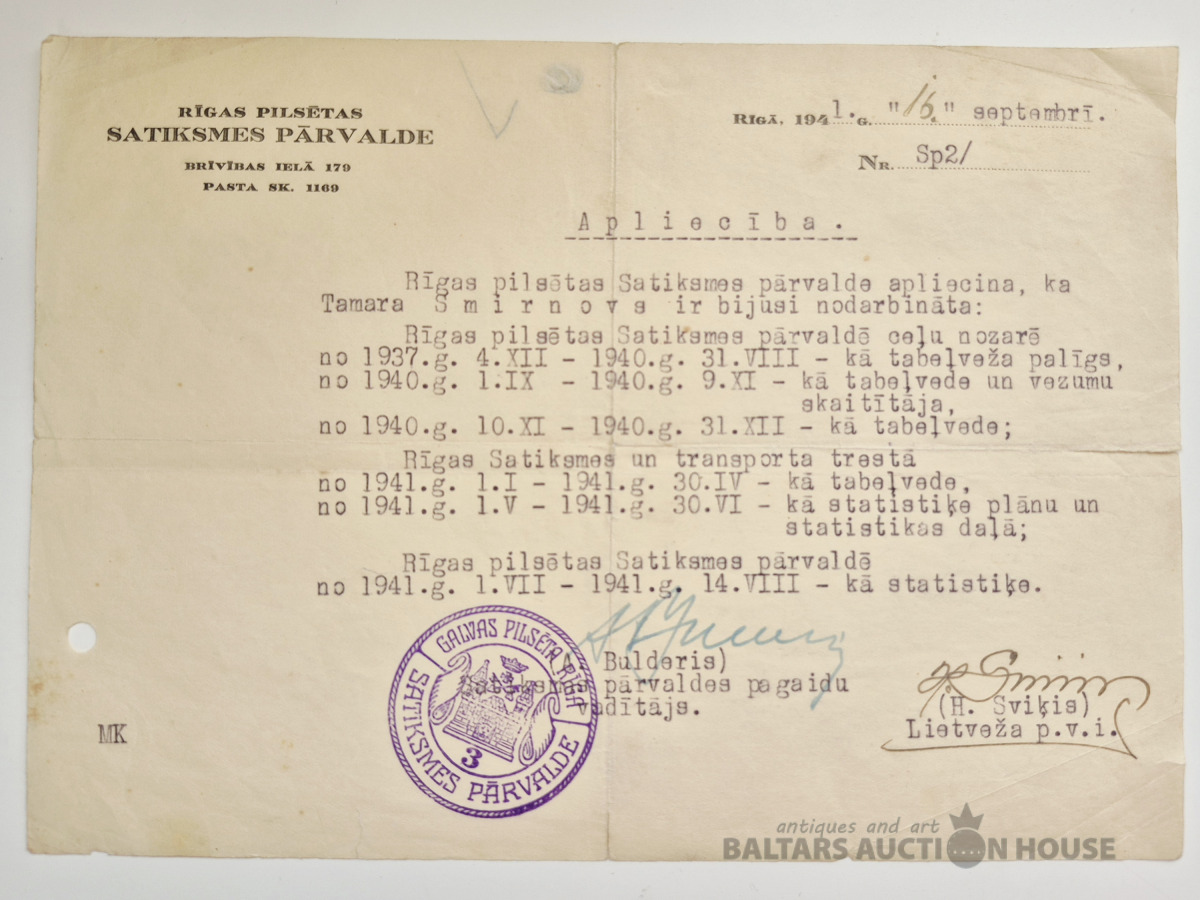 RĪGAS PILSĒTAS
SATIKSMES PĀRVALDE
BRĪVĪBAS IELĀ 179
PASTA SK. 1169
RĪGĀ, 1941. G. "16." septembrī.
NR. Sp2/
Apliecība.
Rīgas pilsētas Satiksmes pārvalde apliecina, ka
Tamara Smirnovs ir bijusi nodarbināta:
Rīgas pilsētas Satiksmes pārvaldē ceļu nozarē
no 1937.g. 4.XII - 1940.g. 31.VIII - kā tabeļveža palīgs,
no 1940.g. 1.IX - 1940.g. 9.XI - kā tabeļvede un vezumu
skaitītāja,
no 1940.g. 10.XI - 1940.g. 31.XII - kā tabeļvede;
Rīgas Satiksmes un transporta trestā
no 1941.g. 1.I - 1941.g. 30.IV - kā tabeļvede,
no 1941.g. 1.V - 1941.g. 30.VI - kā statistiķe plānu un
statistikas daļā;
Rīgas pilsētas Satiksmes pārvaldē
no 1941.g. 1.VII - 1941.g. 14.VIII - kā statistiķe.
Bulderis)
Satiksmes pārvaldes pagaidu
vadītājs.
(H. Sviķis)
Lietveža p.v.i.
MK
GALVAS PILSĒTA RĪGA
SATIKSMES PĀRVALDE
3
antiques and art
BALTARS AUCTION HOUSE